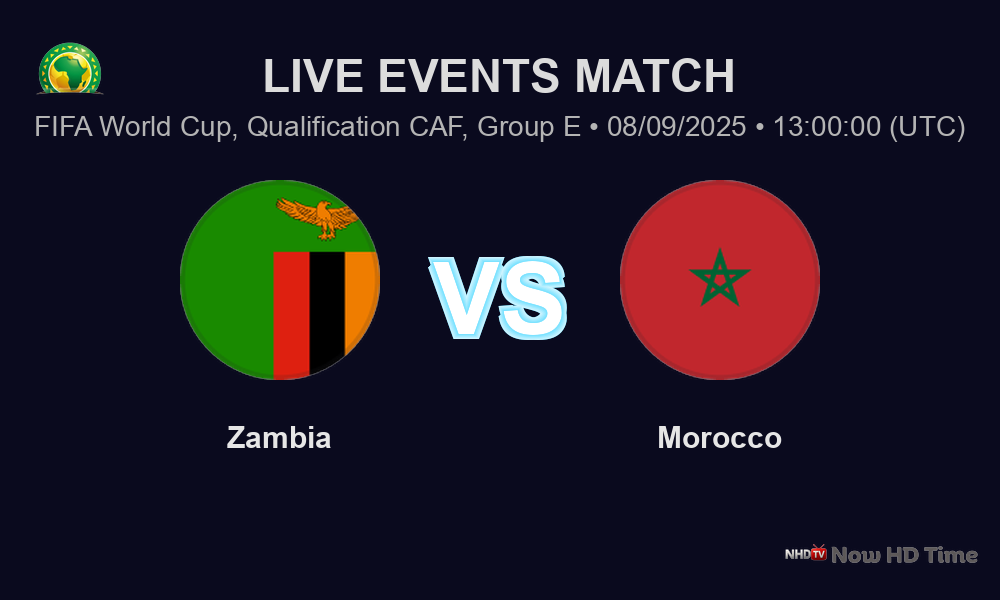 LIVE EVENTS MATCH
FIFA World Cup, Qualification CAF, Group E • 08/09/2025 • 13:00:00 (UTC)
VS
Zambia
Morocco
NHDTV Now HD Time